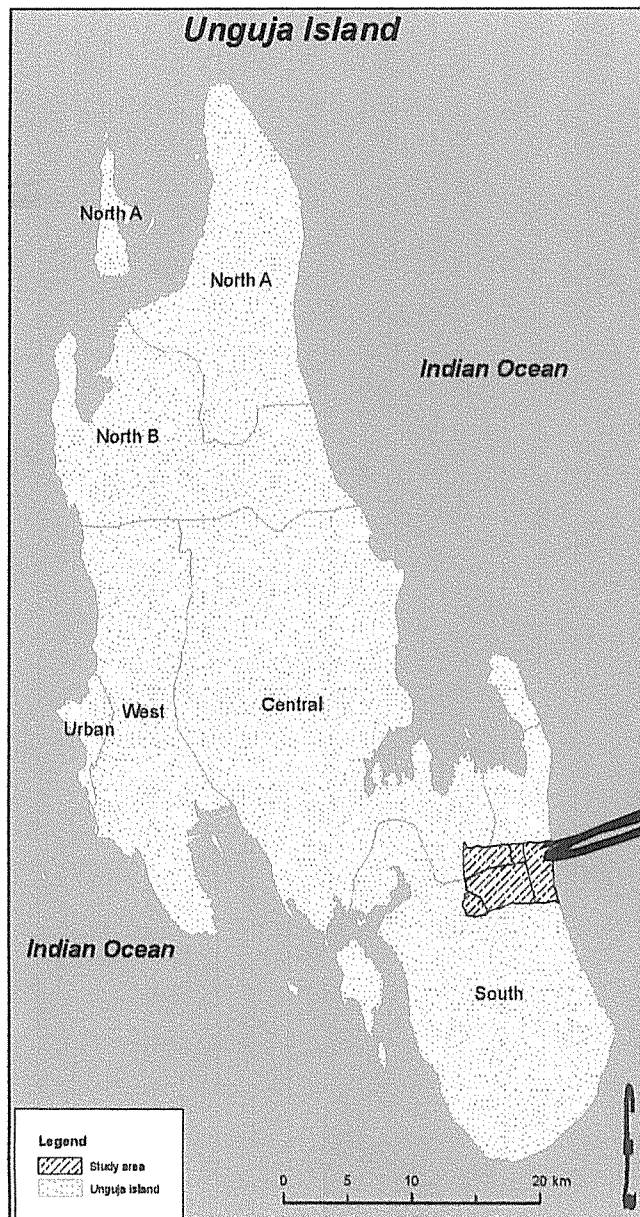 Unguja Island
North A
North A
Indian Ocean
North B
Central
West
Urban
Indian Ocean
South
Legend
Study area
Unguja island
0 5 10 20 km